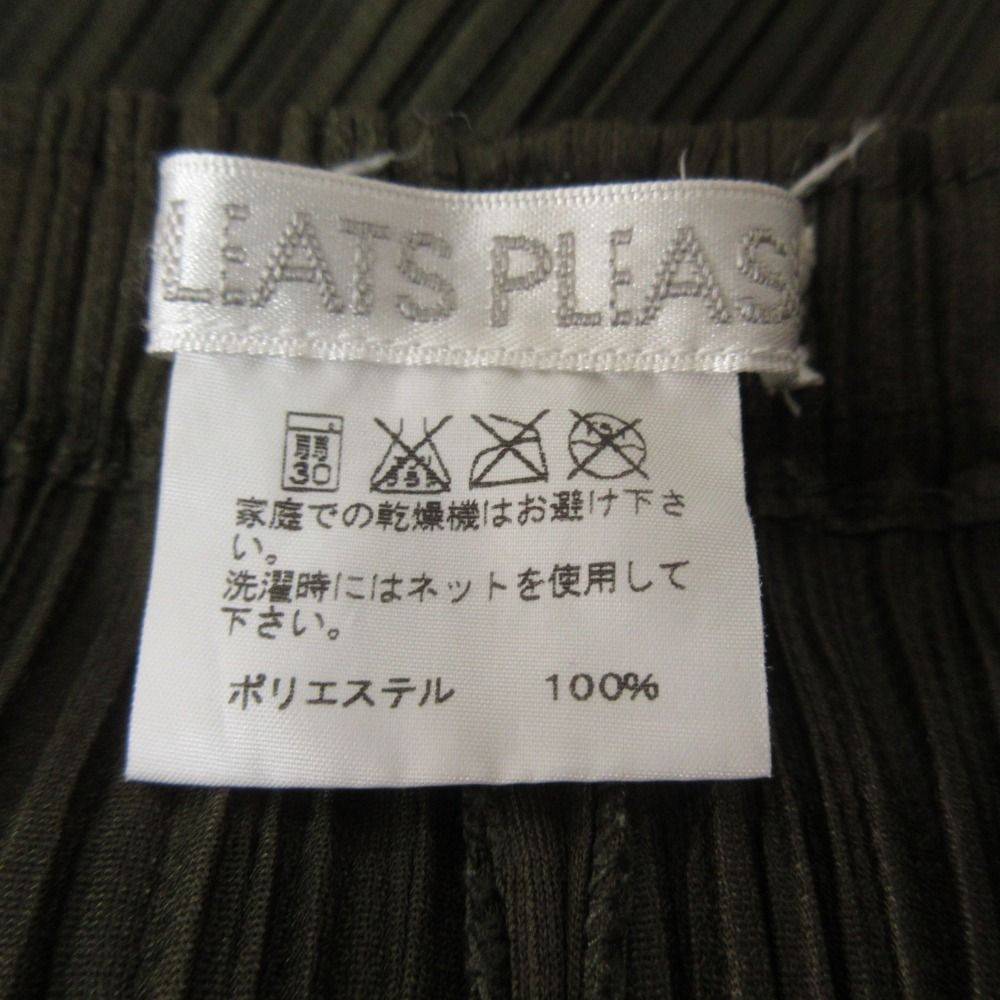 LEATS PLEAS
30
家庭での乾燥機はお避け下さ
い。
洗濯時にはネットを使用して
下さい。
ポリエステル 100%